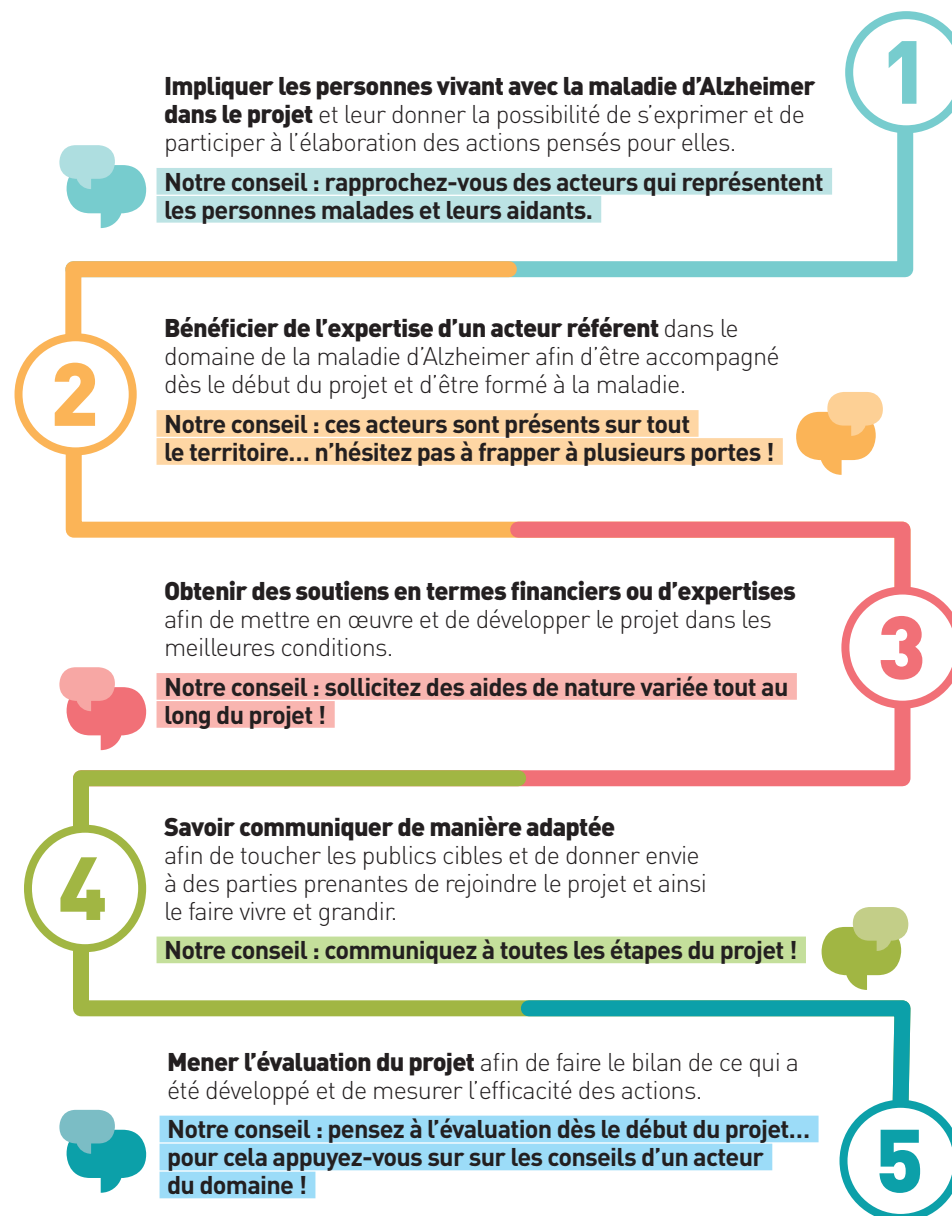 1
Impliquer les personnes vivant avec la maladie d'Alzheimer
dans le projet et leur donner la possibilité de s'exprimer et de
participer à l'élaboration des actions pensés pour elles.
Notre conseil : rapprochez-vous des acteurs qui représentent
les personnes malades et leurs aidants.
2
Bénéficier de l'expertise d'un acteur référent dans le
domaine de la maladie d'Alzheimer afin d'être accompagné
dès le début du projet et d'être formé à la maladie.
Notre conseil : ces acteurs sont présents sur tout
le territoire... n'hésitez pas à frapper à plusieurs portes !
3
Obtenir des soutiens en termes financiers ou d'expertises
afin de mettre en œuvre et de développer le projet dans les
meilleures conditions.
Notre conseil : sollicitez des aides de nature variée tout au
long du projet !
4
Savoir communiquer de manière adaptée
afin de toucher les publics cibles et de donner envie
à des parties prenantes de rejoindre le projet et ainsi
le faire vivre et grandir.
Notre conseil : communiquez à toutes les étapes du projet !
5
Mener l'évaluation du projet afin de faire le bilan de ce qui a
été développé et de mesurer l'efficacité des actions.
Notre conseil : pensez à l'évaluation dès le début du projet...
pour cela appuyez-vous sur sur les conseils d'un acteur
du domaine !